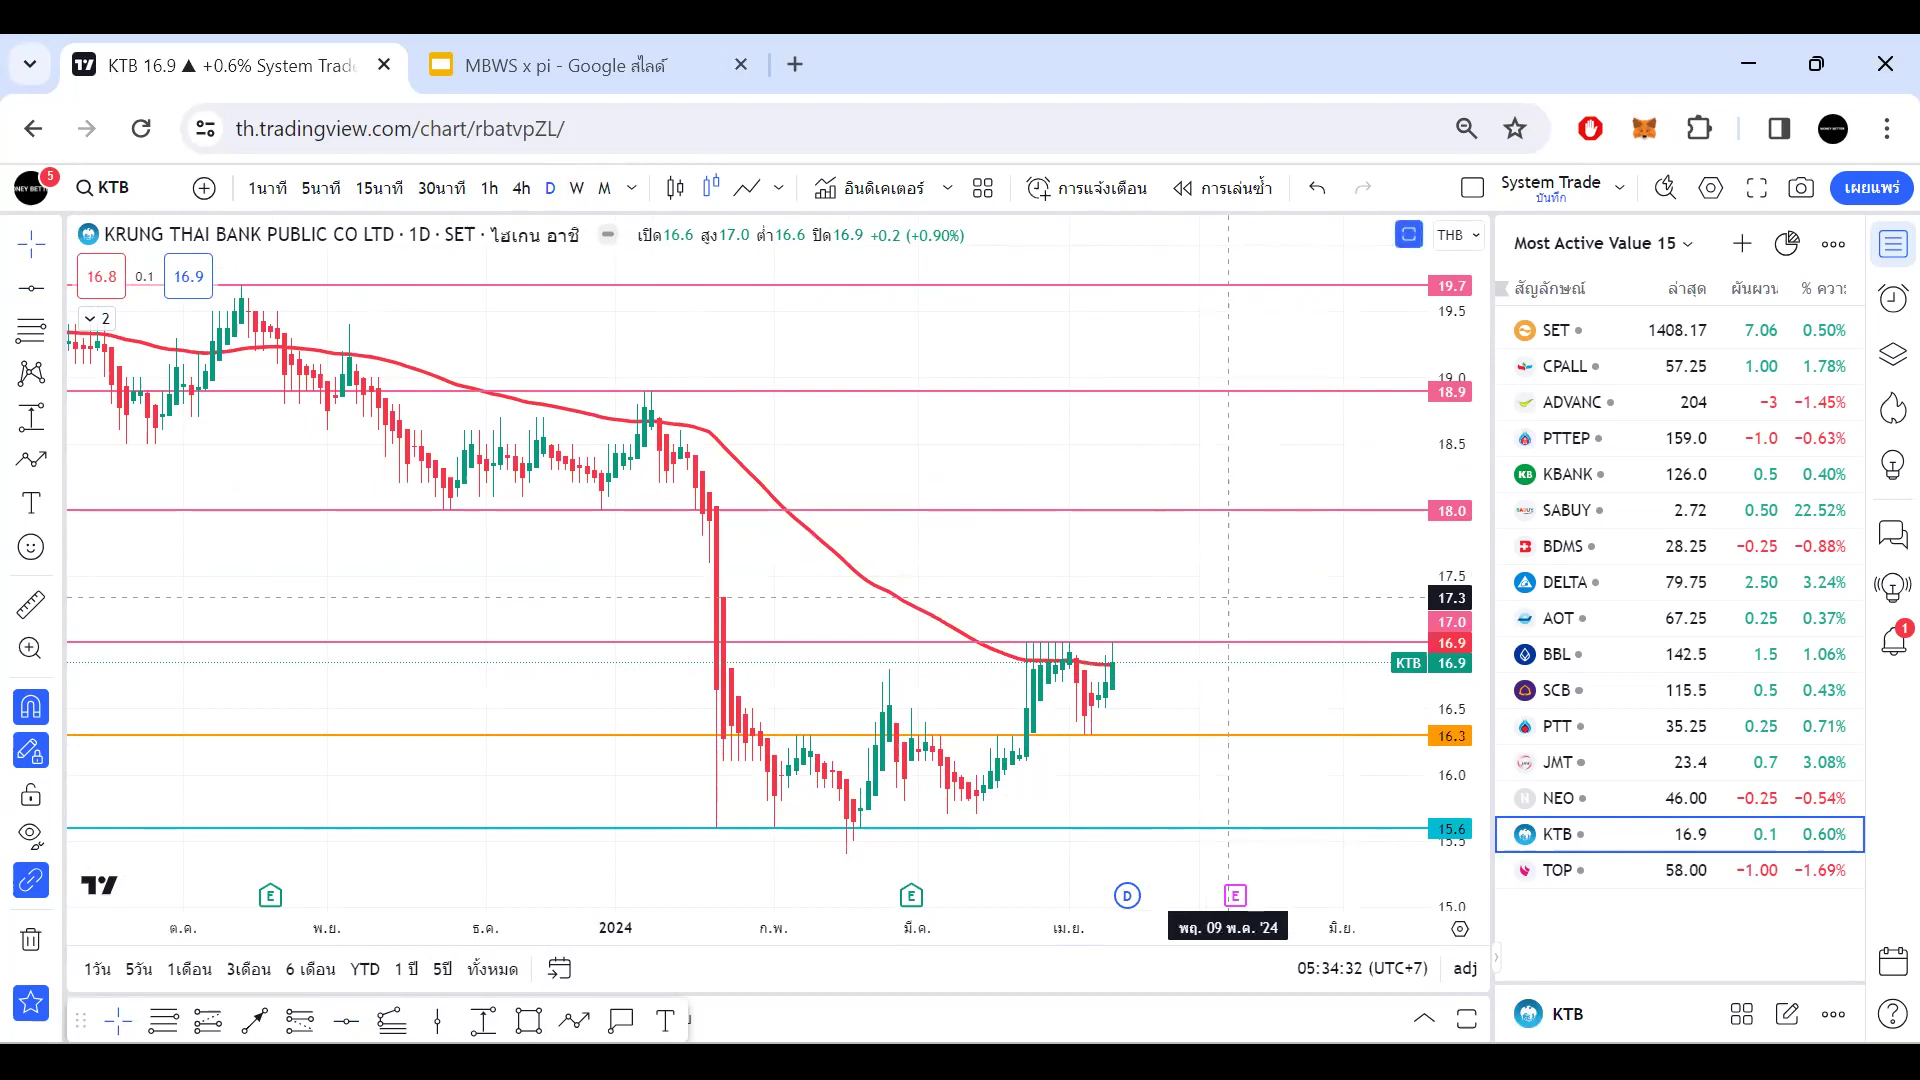 KTB 16.9 ▲ +0.6% System Trade
MBWS x pi - Google สไลด์
th.tradingview.com/chart/rbatvpZL/
5
KTB
1นาที 5นาที 15นาที 30นาที 1h 4h D W M
อินดิเคเตอร์
การแจ้งเตือน
การเล่นซ้ำ
System Trade
บันทึก
เผยแพร่
KRUNG THAI BANK PUBLIC CO LTD · 1D · SET · ไฮเกน อาชิ
เปิด16.6 สูง17.0 ต่ำ16.6 ปิด16.9 +0.2 (+0.90%)
THB
16.8 0.1 16.9
2
19.7
19.5
19.0
18.9
18.5
18.0
17.5
17.3
17.0
16.9
KTB 16.9
16.5
16.3
16.0
15.6
15.5
15.0
E E D E
ต.ค. พ.ย. ธ.ค. 2024 ก.พ. มี.ค. เม.ย. พฤ. 09 พ.ค. '24 มิ.ย.
1วัน 5วัน 1เดือน 3เดือน 6 เดือน YTD 1 ปี 5ปี ทั้งหมด
05:34:32 (UTC+7) adj
Most Active Value 15
สัญลักษณ์ ล่าสุด ผันผวน % ควา
SET 1408.17 7.06 0.50%
CPALL 57.25 1.00 1.78%
ADVANC 204 −3 −1.45%
PTTEP 159.0 −1.0 −0.63%
KBANK 126.0 0.5 0.40%
SABUY 2.72 0.50 22.52%
BDMS 28.25 −0.25 −0.88%
DELTA 79.75 2.50 3.24%
AOT 67.25 0.25 0.37%
BBL 142.5 1.5 1.06%
SCB 115.5 0.5 0.43%
PTT 35.25 0.25 0.71%
JMT 23.4 0.7 3.08%
NEO 46.00 −0.25 −0.54%
KTB 16.9 0.1 0.60%
TOP 58.00 −1.00 −1.69%
KTB
1